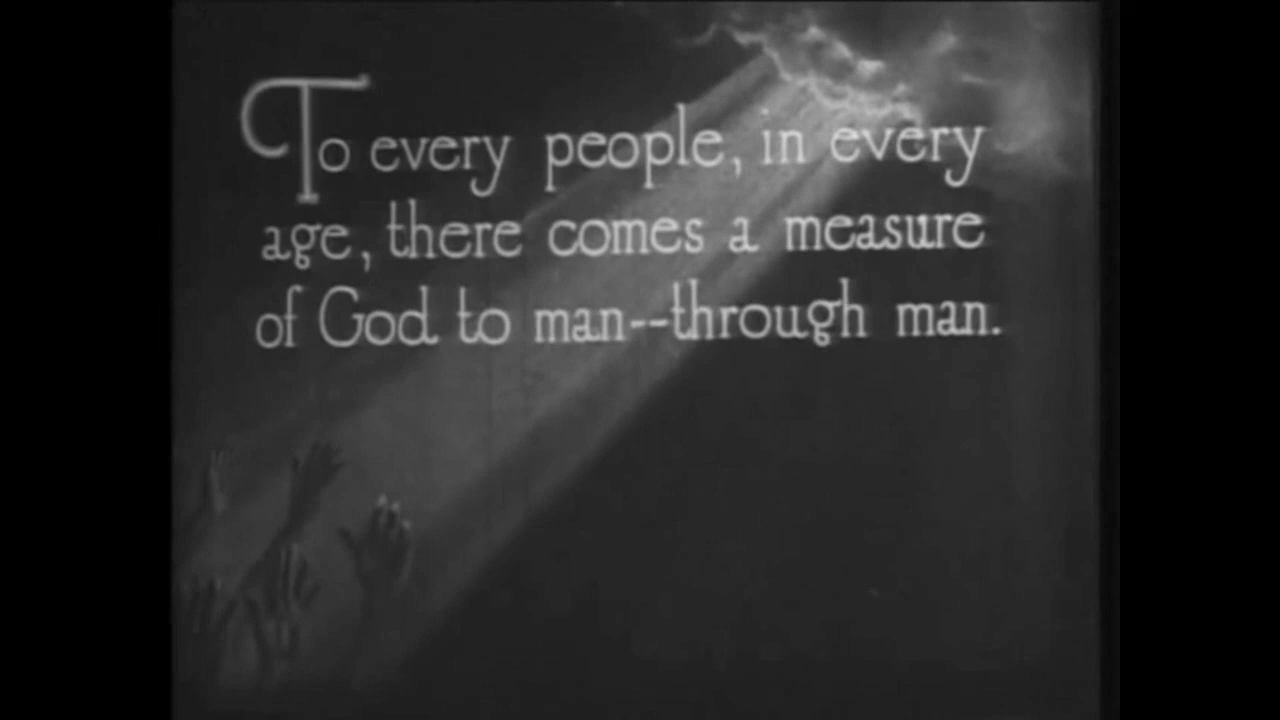 To every people, in every
age, there comes a measure
of God to man--through man.